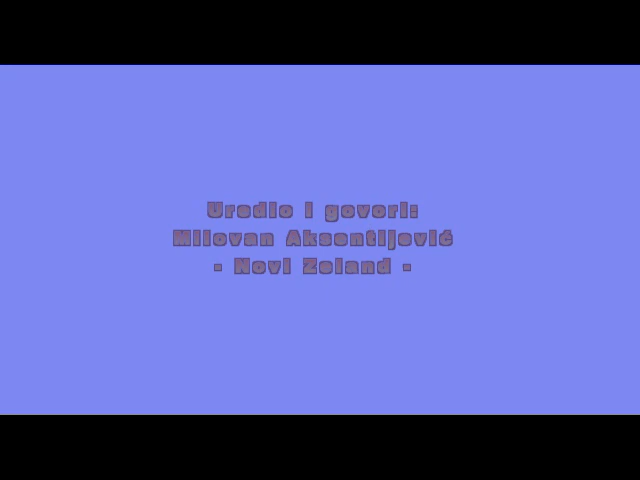 Uredio i govori:
Milovan Aksentijević
- Novi Zeland -